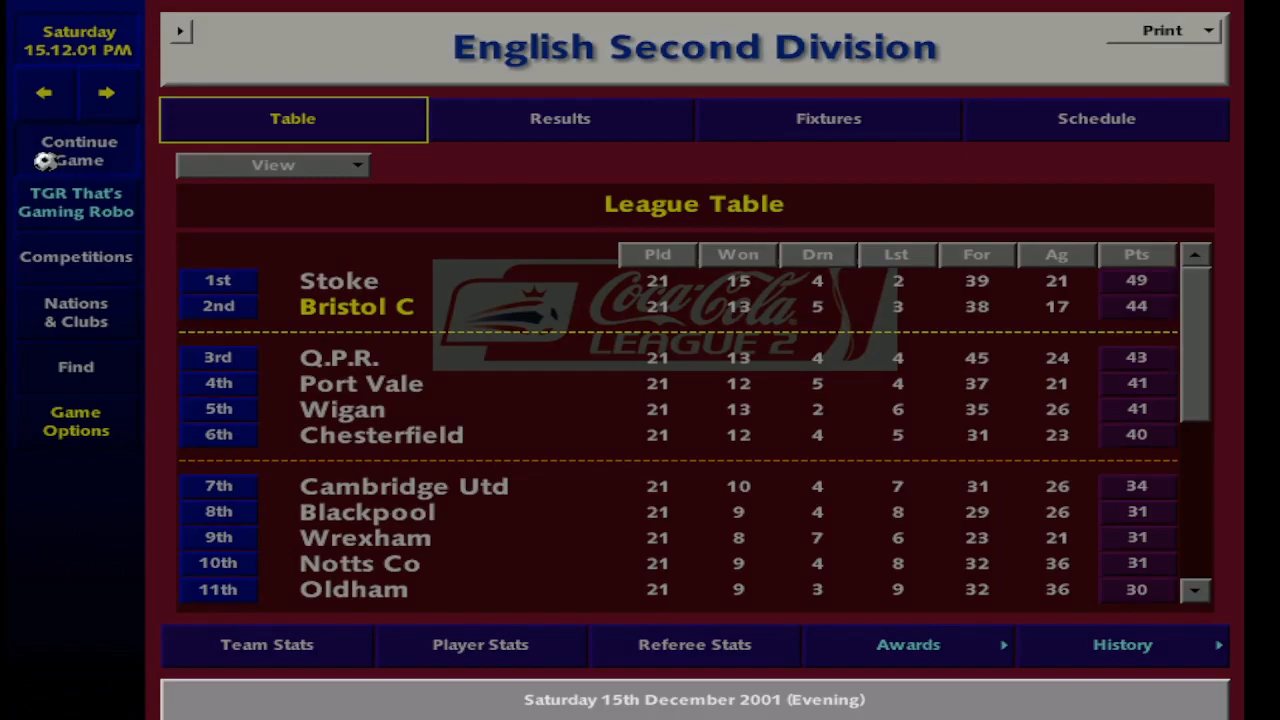 Saturday
15.12.01 PM
English Second Division
Print
Table
Results
Fixtures
Schedule
Continue
Game
TGR That's
Gaming Robo
Competitions
Nations
& Clubs
Find
Game
Options
View
League Table
Pld Won Drn Lst For Ag Pts
1st Stoke 21 15 4 2 39 21 49
2nd Bristol C 21 13 5 3 38 17 44
3rd Q.P.R. 21 13 4 4 45 24 43
4th Port Vale 21 12 5 4 37 21 41
5th Wigan 21 13 2 6 35 26 41
6th Chesterfield 21 12 4 5 31 23 40
7th Cambridge Utd 21 10 4 7 31 26 34
8th Blackpool 21 9 4 8 29 26 31
9th Wrexham 21 8 7 6 23 21 31
10th Notts Co 21 9 4 8 32 36 31
11th Oldham 21 9 3 9 32 36 30
Coca-Cola
LEAGUE 2
Team Stats
Player Stats
Referee Stats
Awards
History
Saturday 15th December 2001 (Evening)